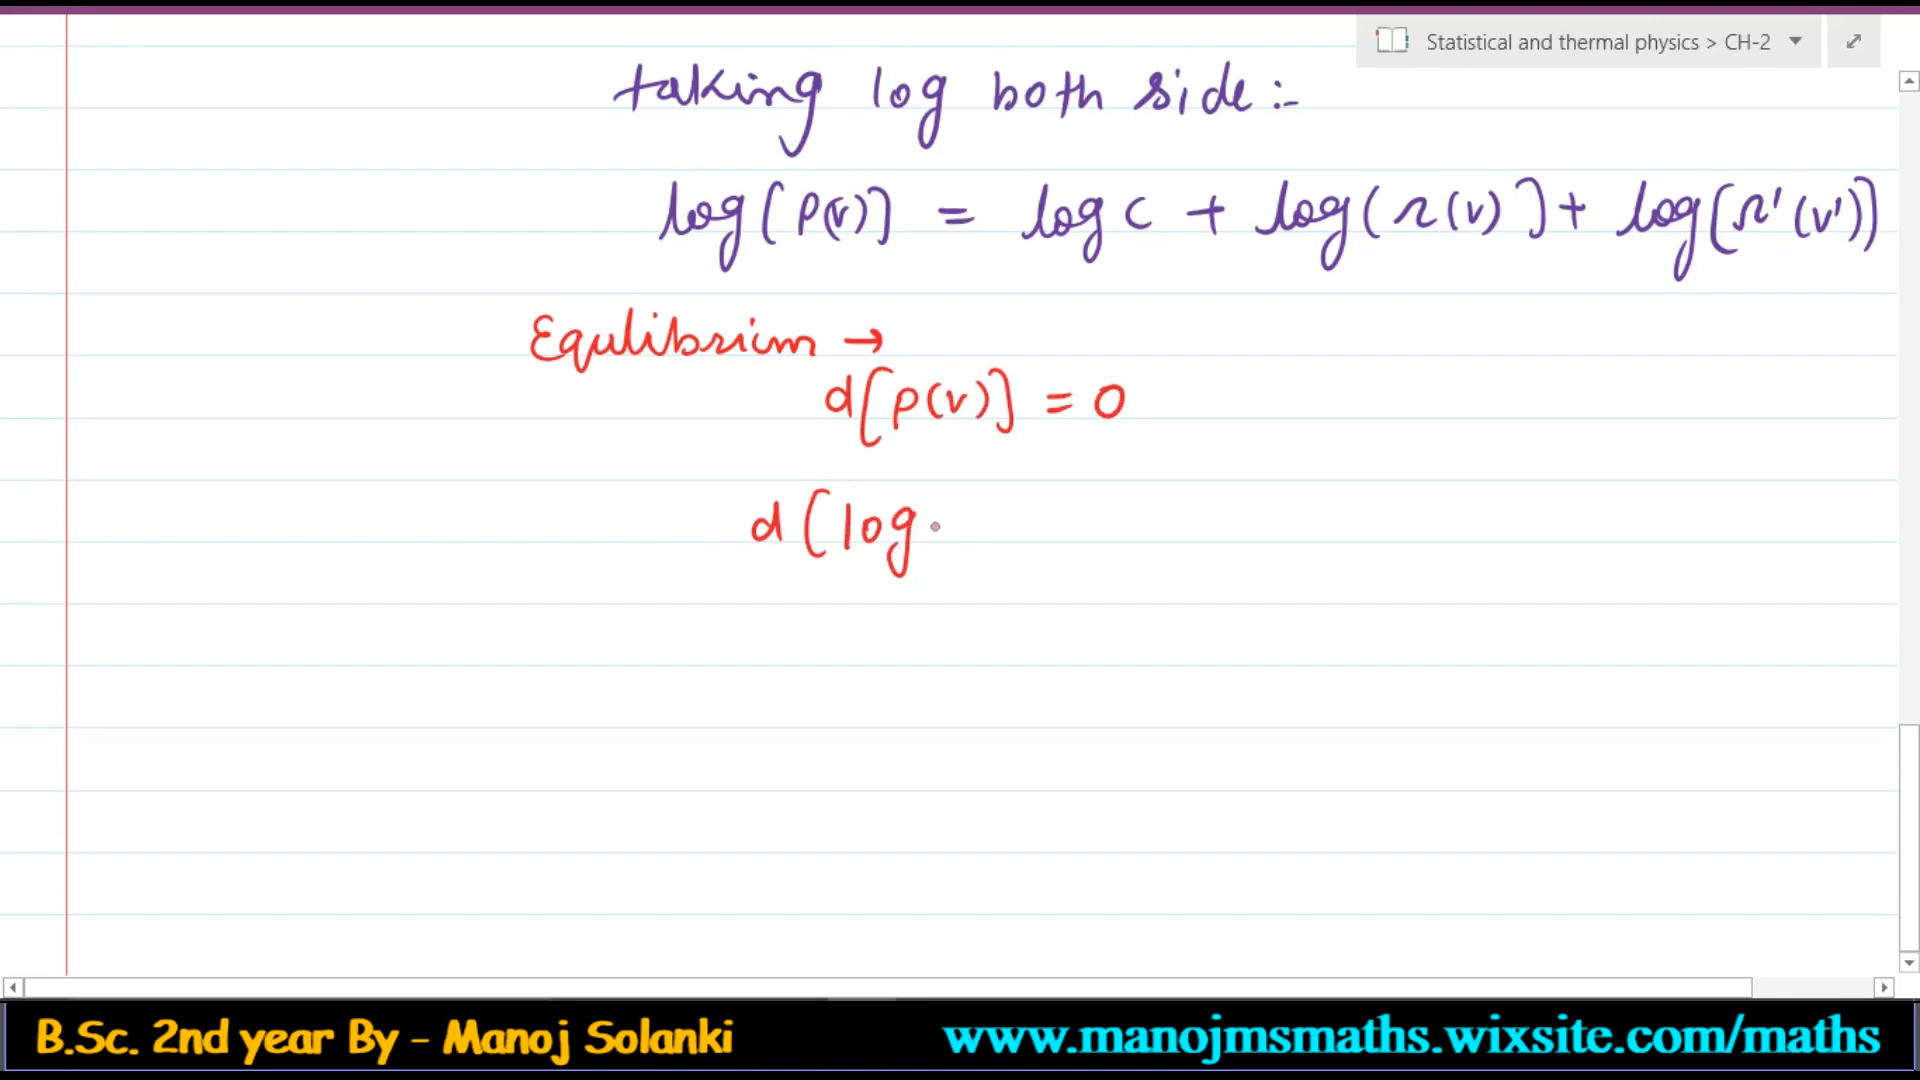 Statistical and thermal physics > CH-2
taking log both side :-
log[P(v)] = log C + log(Ω(v)] + log[Ω'(v')]
Equlibrium →
d[P(v)] = 0
d(log
B.Sc. 2nd year By - Manoj Solanki
www.manojmsmaths.wixsite.com/maths